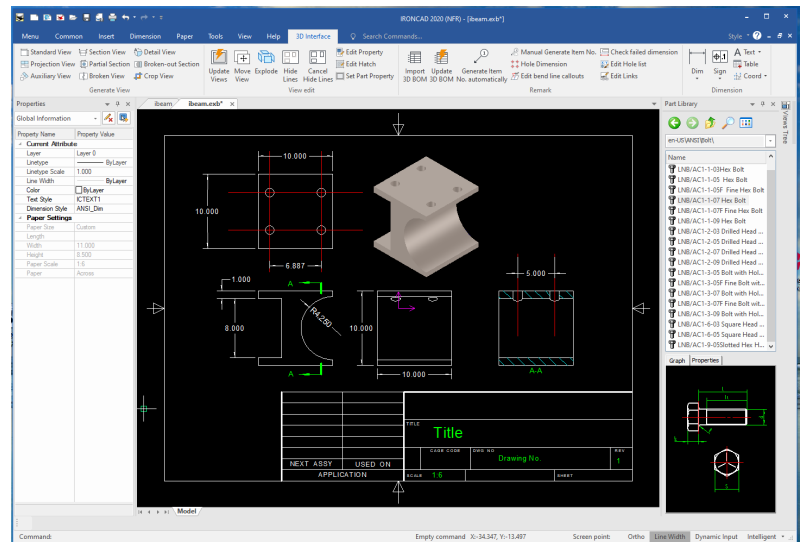 IRONCAD 2020 (NFR) - [ibeam.exb*]
Menu Common Insert Dimension Paper Tools View Help 3D Interface Search Commands... Style
Standard View Section View Detail View
Projection View Partial Section Broken-out Section
Auxiliary View Broken View Crop View
Generate View
Update Views Move View Explode Hide Lines Cancel Hide Lines
Edit Property
Edit Hatch
Set Part Property
View edit
Import 3D BOM Update 3D BOM Generate Item No. automatically
Manual Generate Item No. Check failed dimension
Hole Dimension Edit Hole list
Edit bend line callouts Edit Links
Remark
Dim Sign
Text
Table
Coord
Dimension
Properties
Global Information
Property Name Property Value
Current Attribute
Layer Layer 0
Linetype ByLayer
Linetype Scale 1.000
Line Width ByLayer
Color ByLayer
Text Style ICTEXT1
Dimension Style ANSI_Dim
Paper Settings
Paper Size Custom
Length
Width 11.000
Height 8.500
Paper Scale 1:6
Paper Across
ibeam ibeam.exb*
10.000
10.000
6.887
1.000
A
8.000
R4.250
A
10.000
10.000
5.000
A-A
NEXT ASSY USED ON
APPLICATION
TITLE
Title
CAGE CODE DWG NO REV
Drawing No. 1
SCALE 1:6 SHEET
Model
Part Library
Views Tree
en-US\ANSI\Bolt\
Name
LNB/AC1-1-03Hex Bolt
LNB/AC1-1-05 Hex Bolt
LNB/AC1-1-05F Fine Hex Bolt
LNB/AC1-1-07 Hex Bolt
LNB/AC1-1-07F Fine Hex Bolt
LNB/AC1-1-09 Hex Bolt
LNB/AC1-2-03 Drilled Head ...
LNB/AC1-2-05 Drilled Head ...
LNB/AC1-2-07 Drilled Head ...
LNB/AC1-2-09 Drilled Head ...
LNB/AC1-3-05 Bolt with Hol...
LNB/AC1-3-05F Fine Bolt wit...
LNB/AC1-3-07 Bolt with Hol...
LNB/AC1-3-07F Fine Bolt wit...
LNB/AC1-3-09 Bolt with Hol...
LNB/AC1-6-03 Square Head ...
LNB/AC1-6-05 Square Head ...
LNB/AC1-9-05Slotted Hex H...
Graph Properties
Command: Empty command X:-34.347, Y:-13.497 Screen point: Ortho Line Width Dynamic Input Intelligent